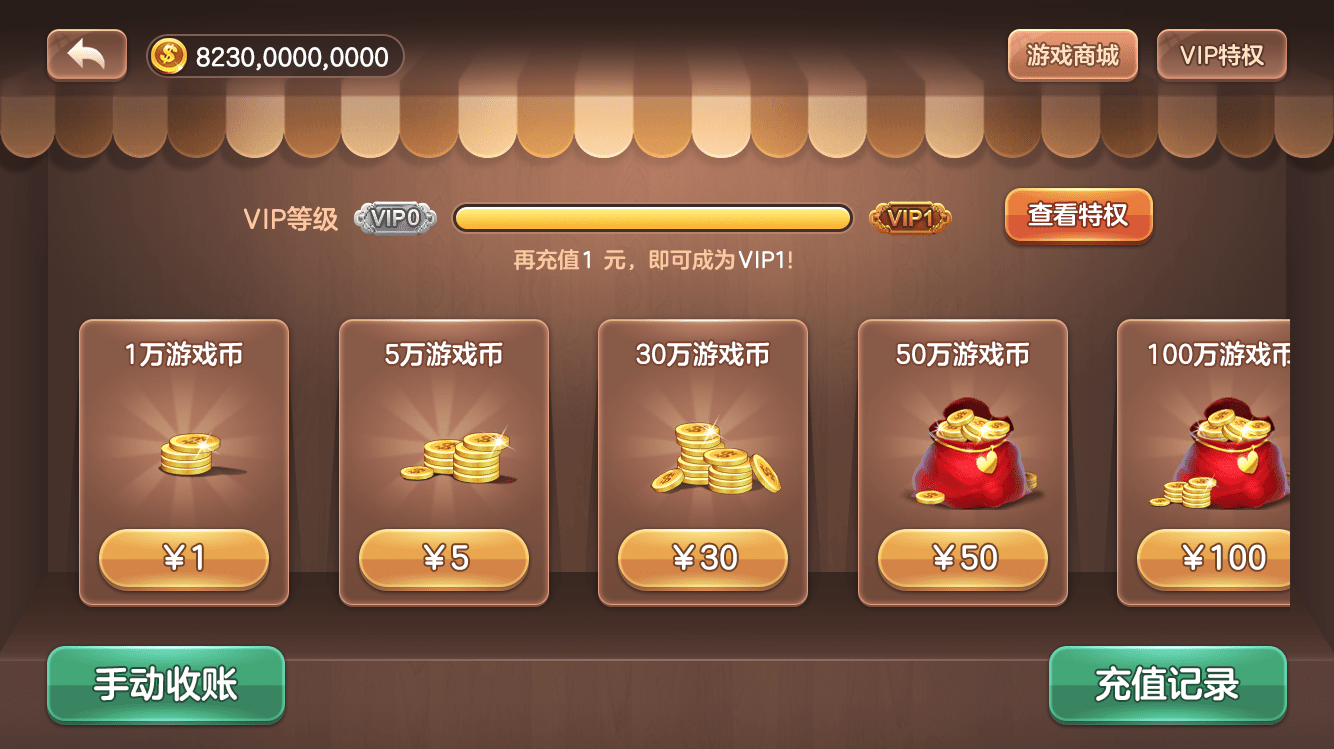 8230,0000,0000
游戏商城
VIP特权
VIP等级
VIP0
VIP1
查看特权
再充值1 元，即可成为VIP1!
1万游戏币
5万游戏币
30万游戏币
50万游戏币
100万游戏币
¥1
¥5
¥30
¥50
¥100
手动收账
充值记录